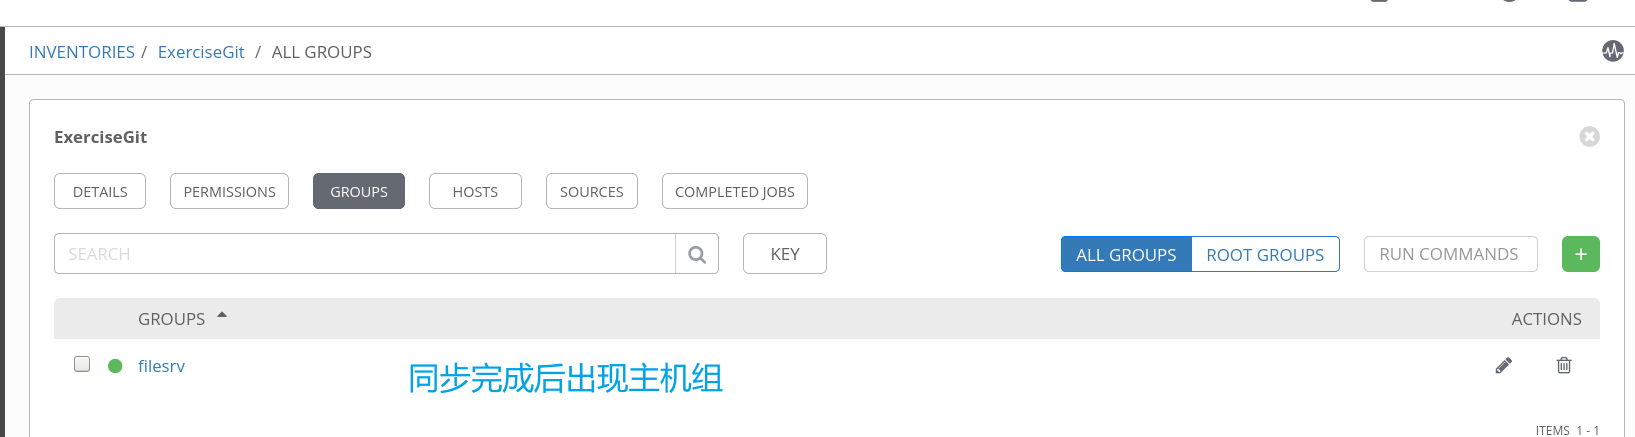 INVENTORIES / ExerciseGit / ALL GROUPS
ExerciseGit
DETAILS PERMISSIONS GROUPS HOSTS SOURCES COMPLETED JOBS
SEARCH KEY ALL GROUPS ROOT GROUPS RUN COMMANDS +
GROUPS ACTIONS
filesrv 同步完成后出现主机组
ITEMS 1 - 1